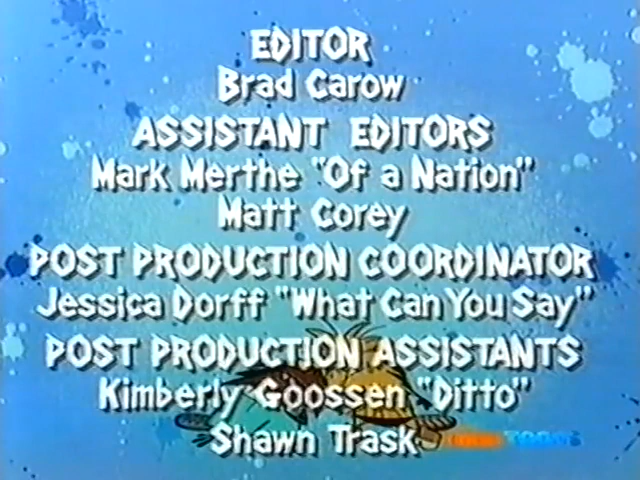 EDITOR
Brad Carow
ASSISTANT EDITORS
Mark Merthe "Of a Nation"
Matt Corey
POST PRODUCTION COORDINATOR
Jessica Dorff "What Can You Say"
POST PRODUCTION ASSISTANTS
Kimberly Goossen "Ditto"
Shawn Trask